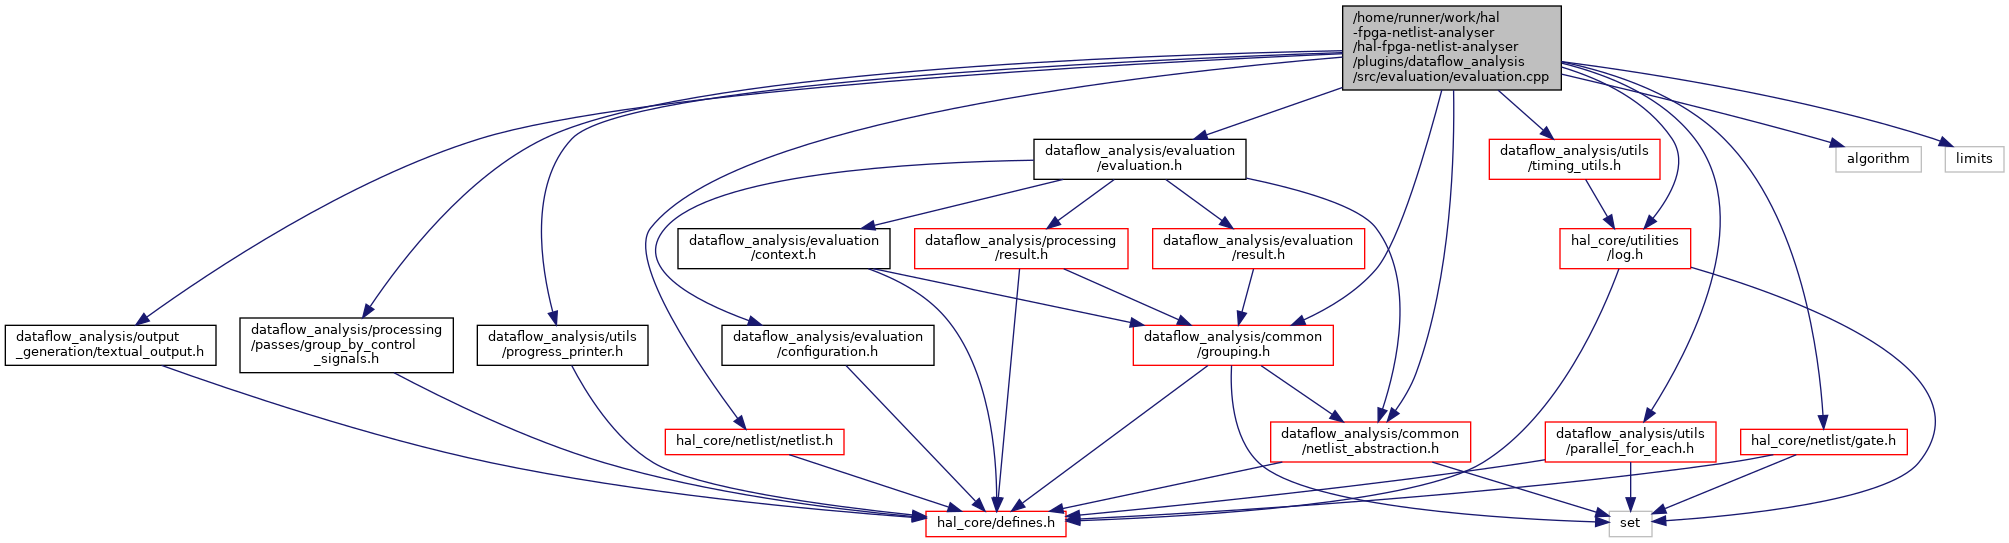 /home/runner/work/hal
-fpga-netlist-analyser
/hal-fpga-netlist-analyser
/plugins/dataflow_analysis
/src/evaluation/evaluation.cpp
dataflow_analysis/evaluation
/evaluation.h
dataflow_analysis/utils
/timing_utils.h
algorithm
limits
dataflow_analysis/evaluation
/context.h
dataflow_analysis/processing
/result.h
dataflow_analysis/evaluation
/result.h
hal_core/utilities
/log.h
dataflow_analysis/output
_generation/textual_output.h
dataflow_analysis/processing
/passes/group_by_control
_signals.h
dataflow_analysis/utils
/progress_printer.h
dataflow_analysis/evaluation
/configuration.h
dataflow_analysis/common
/grouping.h
hal_core/netlist/netlist.h
dataflow_analysis/common
/netlist_abstraction.h
dataflow_analysis/utils
/parallel_for_each.h
hal_core/netlist/gate.h
hal_core/defines.h
set